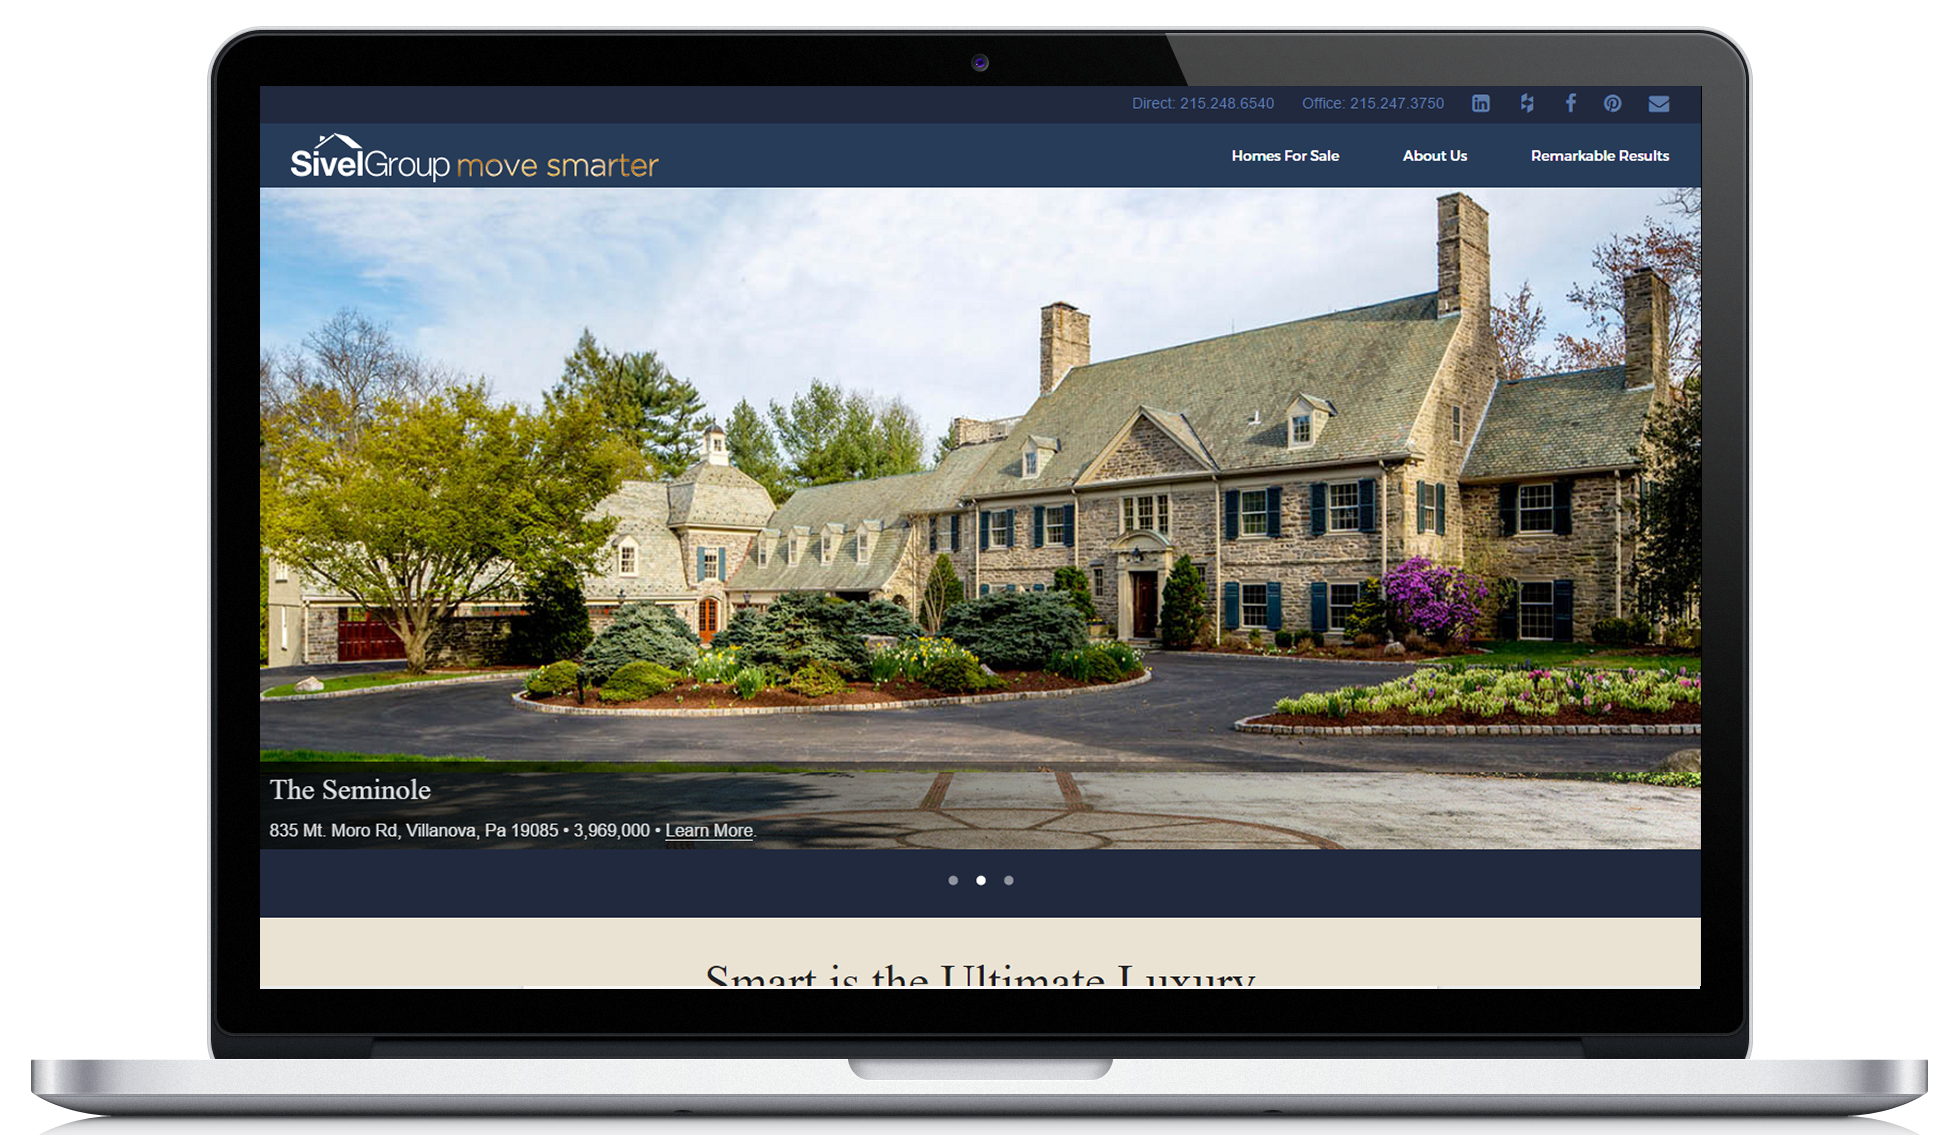 Direct: 215.248.6540 Office: 215.247.3750
SivelGroup move smarter
Homes For Sale About Us Remarkable Results
The Seminole
835 Mt. Moro Rd, Villanova, Pa 19085 • 3,969,000 • Learn More.
Smart is the Ultimate Luxury